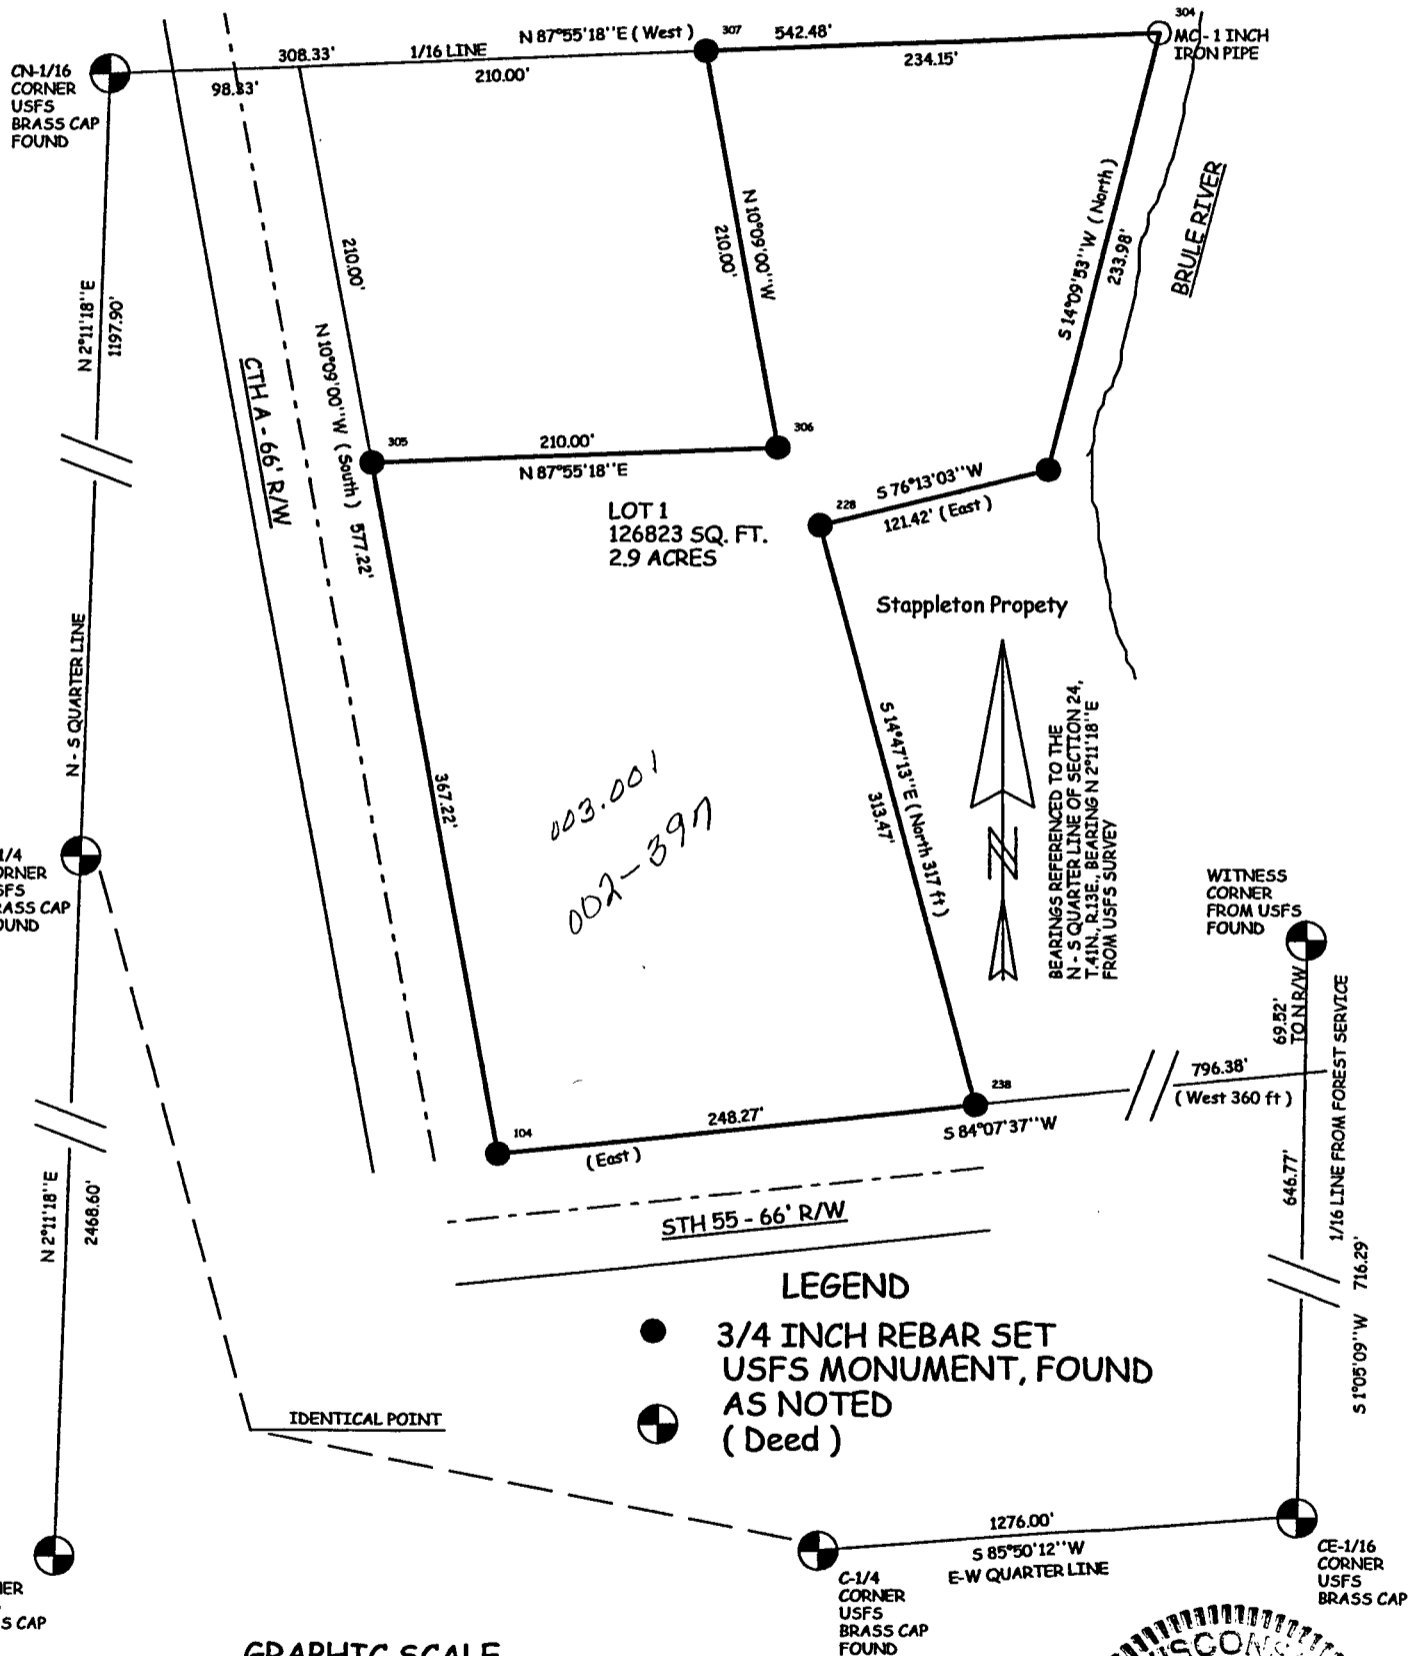 304
MC - 1 INCH
IRON PIPE
N 87°55'18''E ( West )
307
542.48'
308.33'
1/16 LINE
234.15'
210.00'
98.33'
CN-1/16
CORNER
USFS
BRASS CAP
FOUND
N 2°11'18''E
1197.90'
CTH A - 66' R/W
210.00'
N 10°09'00''W ( South ) 577.22'
N 10°09'00''W
210.00'
S 14°09'53''W ( North )
233.98'
BRULE RIVER
305
210.00'
N 87°55'18''E
306
LOT 1
126823 SQ. FT.
2.9 ACRES
228
S 76°13'03''W
121.42' ( East )
Stappleton Propety
N - S QUARTER LINE
367.22'
003.001
S 14°47'13''E ( North 317 ft )
313.47'
N
BEARINGS REFERENCED TO THE
N - S QUARTER LINE OF SECTION 24,
T.41N., R.13E., BEARING N 2°11'18''E
FROM USFS SURVEY
1/4
ORNER
SFS
RASS CAP
OUND
WITNESS
CORNER
FROM USFS
FOUND
69.52'
TO N R/W
1/16 LINE FROM FOREST SERVICE
796.38'
( West 360 ft )
238
S 84°07'37''W
248.27'
104
( East )
STH 55 - 66' R/W
N 2°11'18''E
2468.60'
646.77'
S 1°05'09''W 716.29'
LEGEND
3/4 INCH REBAR SET
USFS MONUMENT, FOUND
AS NOTED
( Deed )
IDENTICAL POINT
1276.00'
S 85°50'12''W
E-W QUARTER LINE
C-1/4
CORNER
USFS
BRASS CAP
FOUND
CE-1/16
CORNER
USFS
BRASS CAP
NER
S CAP
GRAPHIC SCALE